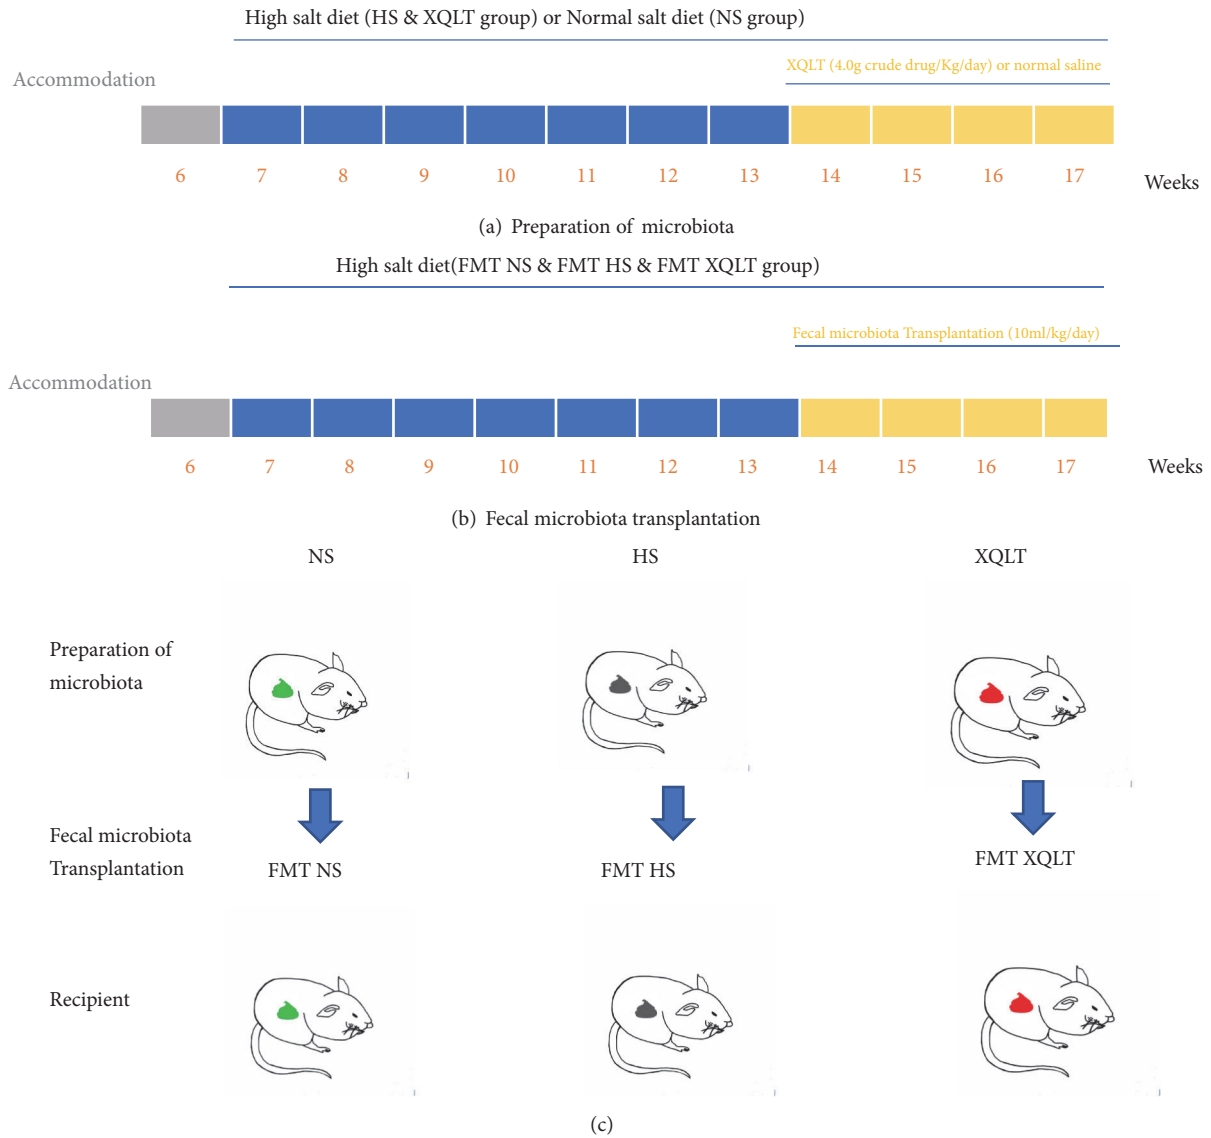 High salt diet (HS & XQLT group) or Normal salt diet (NS group)
XQLT (4.0g crude drug/Kg/day) or normal saline
Accommodation
6 7 8 9 10 11 12 13 14 15 16 17 Weeks
(a) Preparation of microbiota
High salt diet(FMT NS & FMT HS & FMT XQLT group)
Fecal microbiota Transplantation (10ml/kg/day)
Accommodation
6 7 8 9 10 11 12 13 14 15 16 17 Weeks
(b) Fecal microbiota transplantation
NS HS XQLT
Preparation of
microbiota
Fecal microbiota
Transplantation
FMT NS FMT HS FMT XQLT
Recipient
(c)